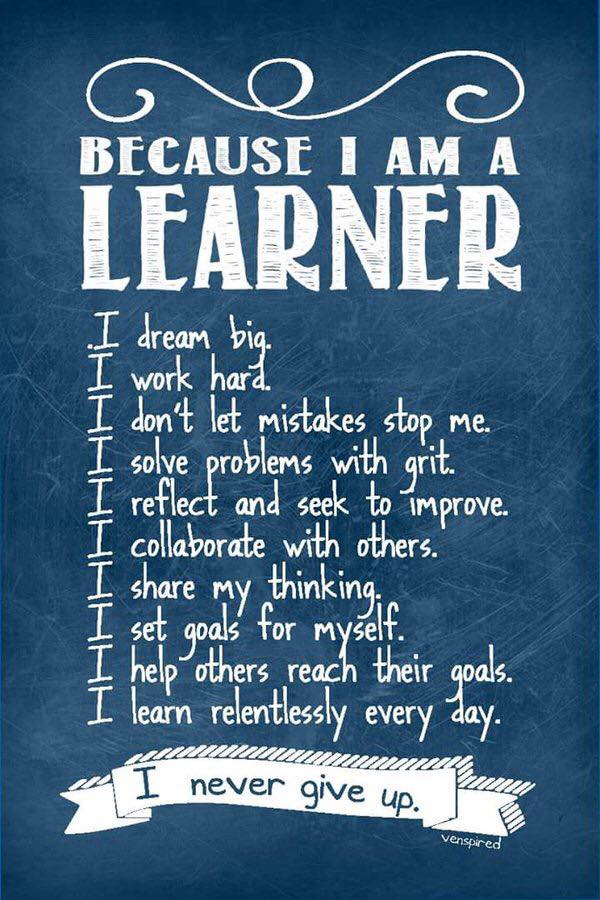 BECAUSE I AM A
LEARNER
I dream big.
I work hard.
I don't let mistakes stop me.
I solve problems with grit.
I reflect and seek to improve.
I collaborate with others.
I share my thinking.
I set goals for myself.
I help others reach their goals.
I learn relentlessly every day.
I never give up.
venspired